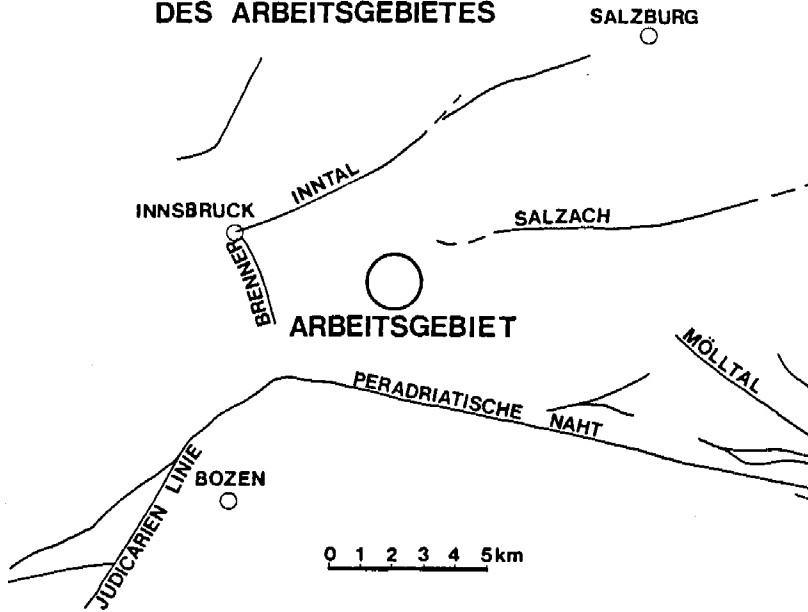 DES ARBEITSGEBIETES
SALZBURG
INNTAL
INNSBRUCK
SALZACH
BRENNER
ARBEITSGEBIET
MÖLLTAL
PERADRIATISCHE NAHT
JUDICARIEN LINIE
BOZEN
0 1 2 3 4 5km